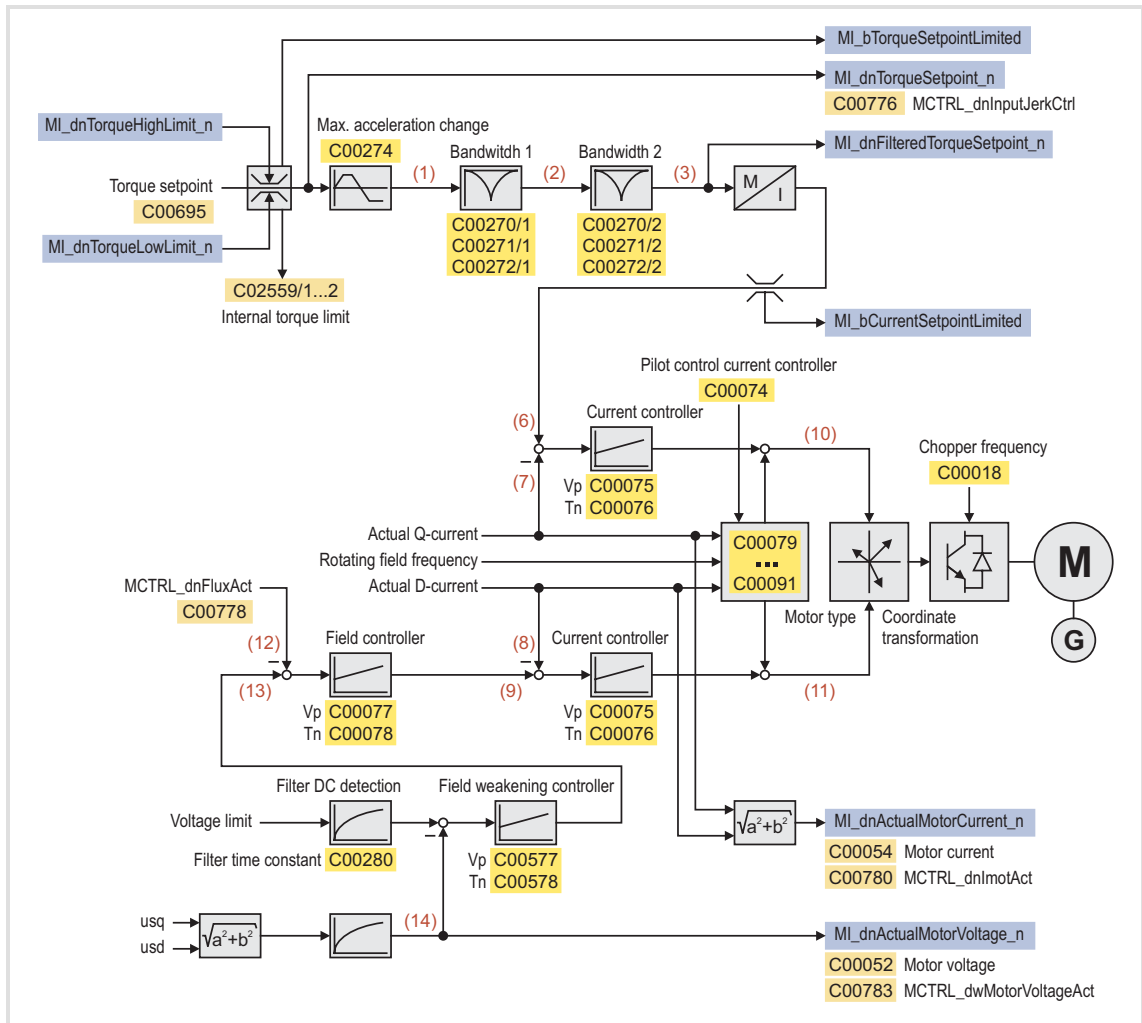 MI_bTorqueSetpointLimited
MI_dnTorqueSetpoint_n
C00776 MCTRL_dnInputJerkCtrl
MI_dnTorqueHighLimit_n
Max. acceleration change
C00274
Bandwitdh 1
Bandwidth 2
MI_dnFilteredTorqueSetpoint_n
(1)
(2)
(3)
M
I
Torque setpoint
C00695
MI_dnTorqueLowLimit_n
C00270/1
C00271/1
C00272/1
C00270/2
C00271/2
C00272/2
C02559/1...2
Internal torque limit
MI_bCurrentSetpointLimited
Pilot control current controller
C00074
(6)
Current controller
(10)
Chopper frequency
C00018
–
(7)
Vp C00075
Tn C00076
Actual Q-current
Rotating field frequency
Actual D-current
C00079
...
C00091
M
MCTRL_dnFluxAct
C00778
Motor type
Coordinate
transformation
G
(12)
Field controller
(8)
Current controller
–
–
(13)
(9)
(11)
Vp C00077
Tn C00078
Vp C00075
Tn C00076
Filter DC detection
Field weakening controller
Voltage limit
–
√a²+b²
MI_dnActualMotorCurrent_n
Filter time constant C00280
Vp C00577
Tn C00578
C00054 Motor current
C00780 MCTRL_dnImotAct
usq
usd
√a²+b²
(14)
MI_dnActualMotorVoltage_n
C00052 Motor voltage
C00783 MCTRL_dwMotorVoltageAct